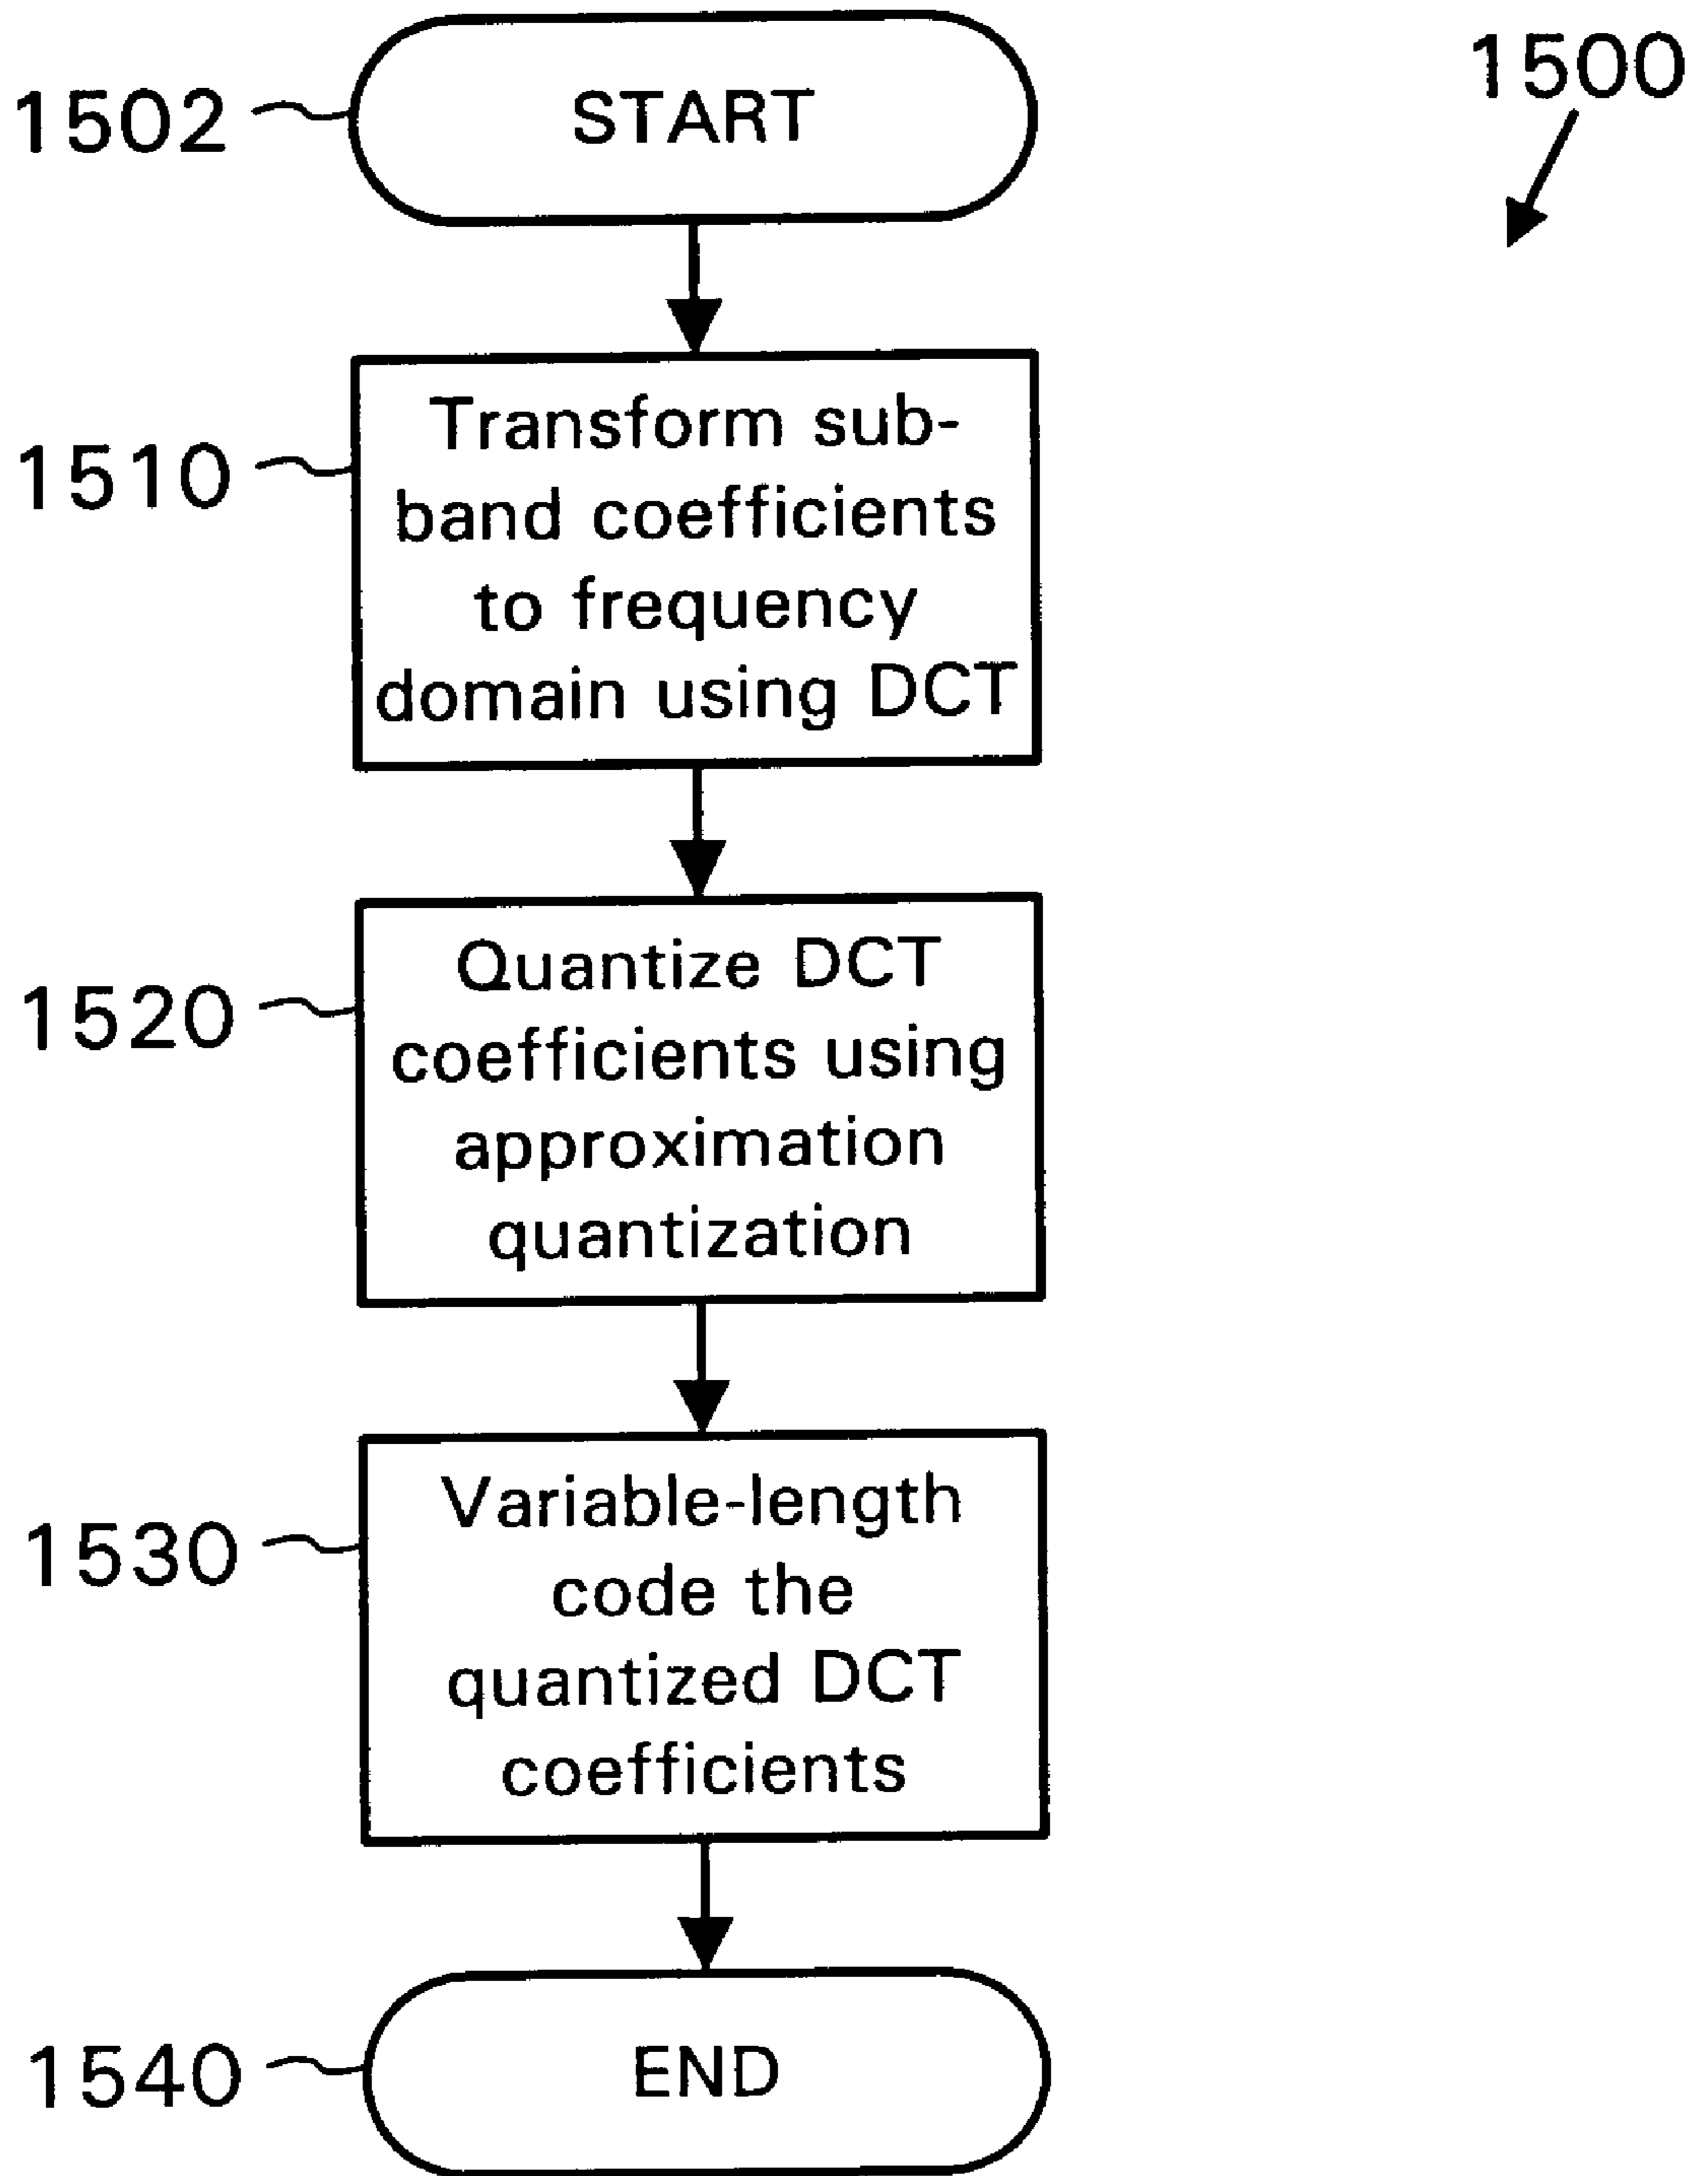 1500
1502
START
1510
Transform sub-
band coefficients
to frequency
domain using DCT
1520
Quantize DCT
coefficients using
approximation
quantization
1530
Variable-length
code the
quantized DCT
coefficients
1540
END